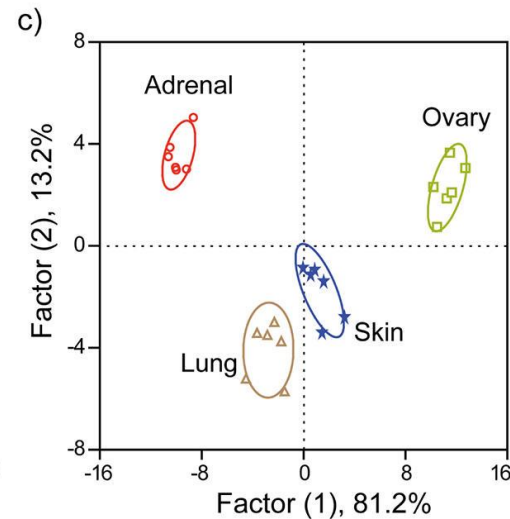 c)
8
Adrenal
Ovary
4
0
Skin
-4
Lung
-8
-16 -8 0 8 16
Factor (1), 81.2%
Factor (2), 13.2%